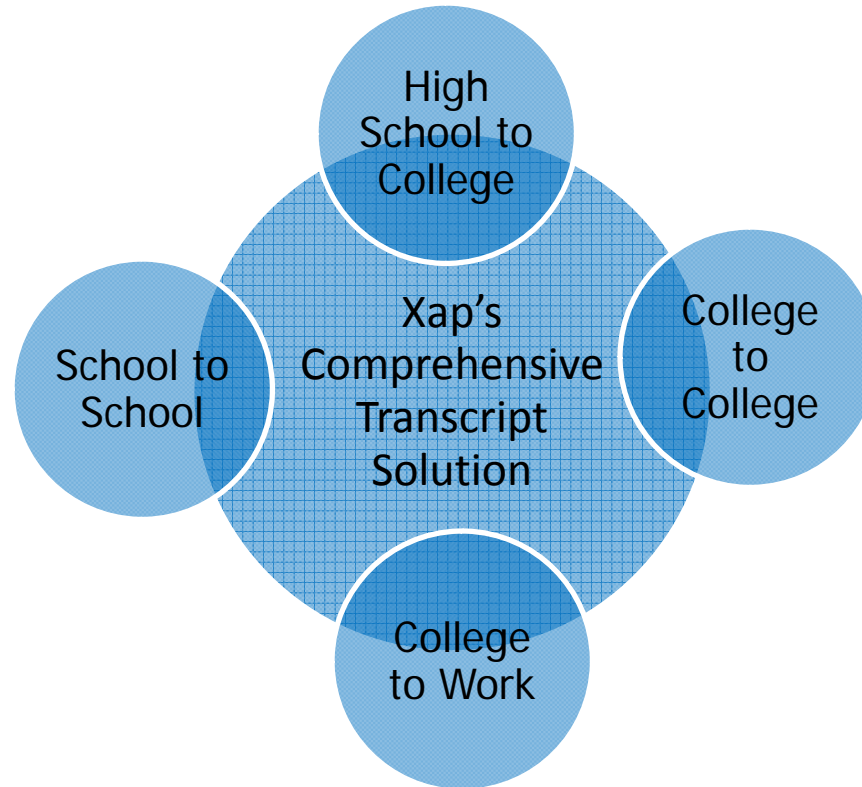 High
School to
College
School to
School
Xap's
Comprehensive
Transcript
Solution
College
to
College
College
to Work